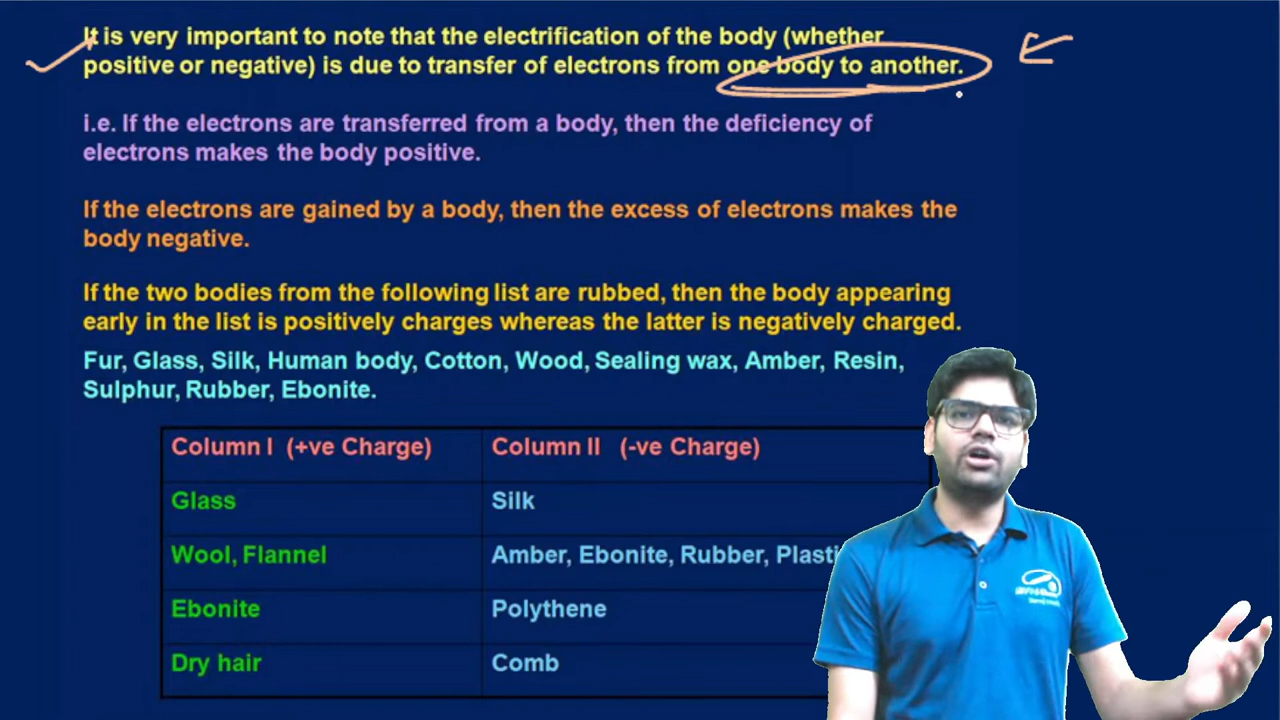 It is very important to note that the electrification of the body (whether
positive or negative) is due to transfer of electrons from one body to another.
i.e. If the electrons are transferred from a body, then the deficiency of
electrons makes the body positive.
If the electrons are gained by a body, then the excess of electrons makes the
body negative.
If the two bodies from the following list are rubbed, then the body appearing
early in the list is positively charges whereas the latter is negatively charged.
Fur, Glass, Silk, Human body, Cotton, Wood, Sealing wax, Amber, Resin,
Sulphur, Rubber, Ebonite.
Column I (+ve Charge) Column II (-ve Charge)
Glass Silk
Wool, Flannel Amber, Ebonite, Rubber, Plasti
Ebonite Polythene
Dry hair Comb